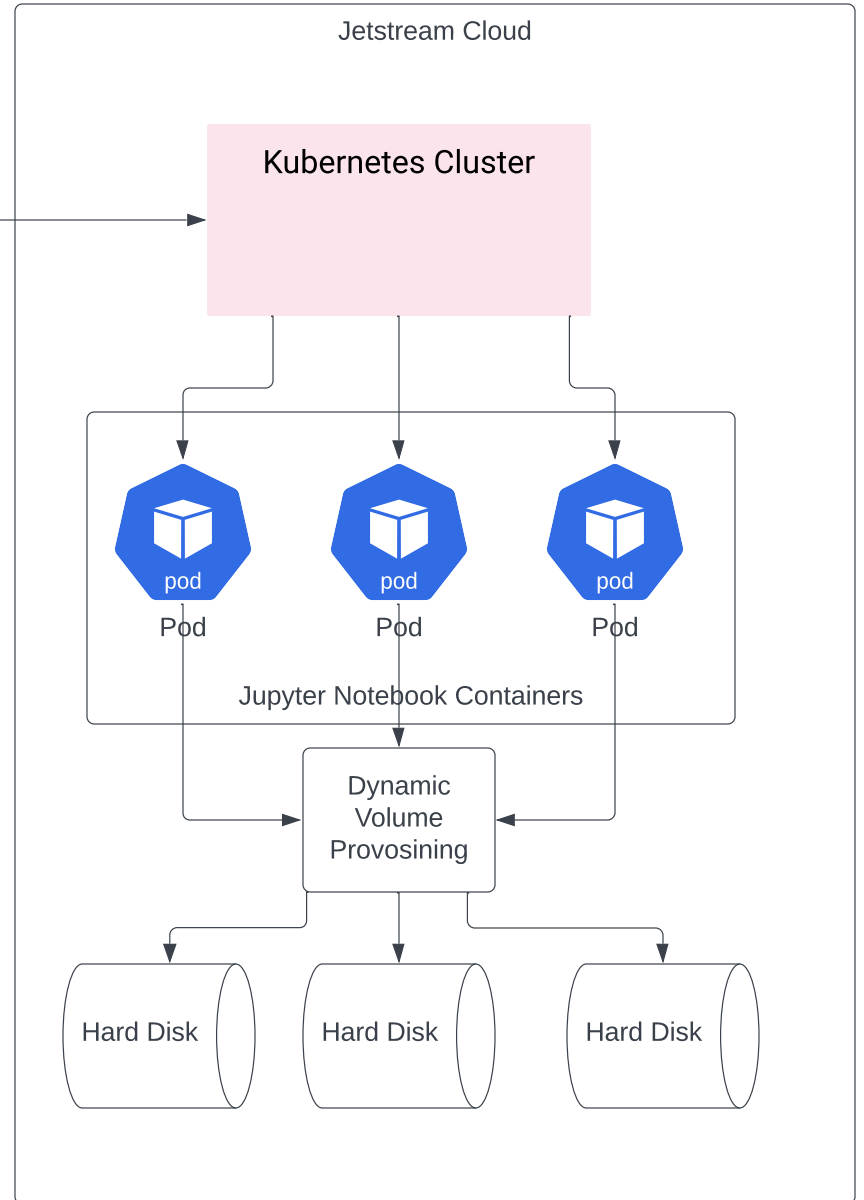 Jetstream Cloud
Kubernetes Cluster
pod
pod
pod
Pod
Pod
Pod
Jupyter Notebook Containers
Dynamic
Volume
Provosining
Hard Disk
Hard Disk
Hard Disk